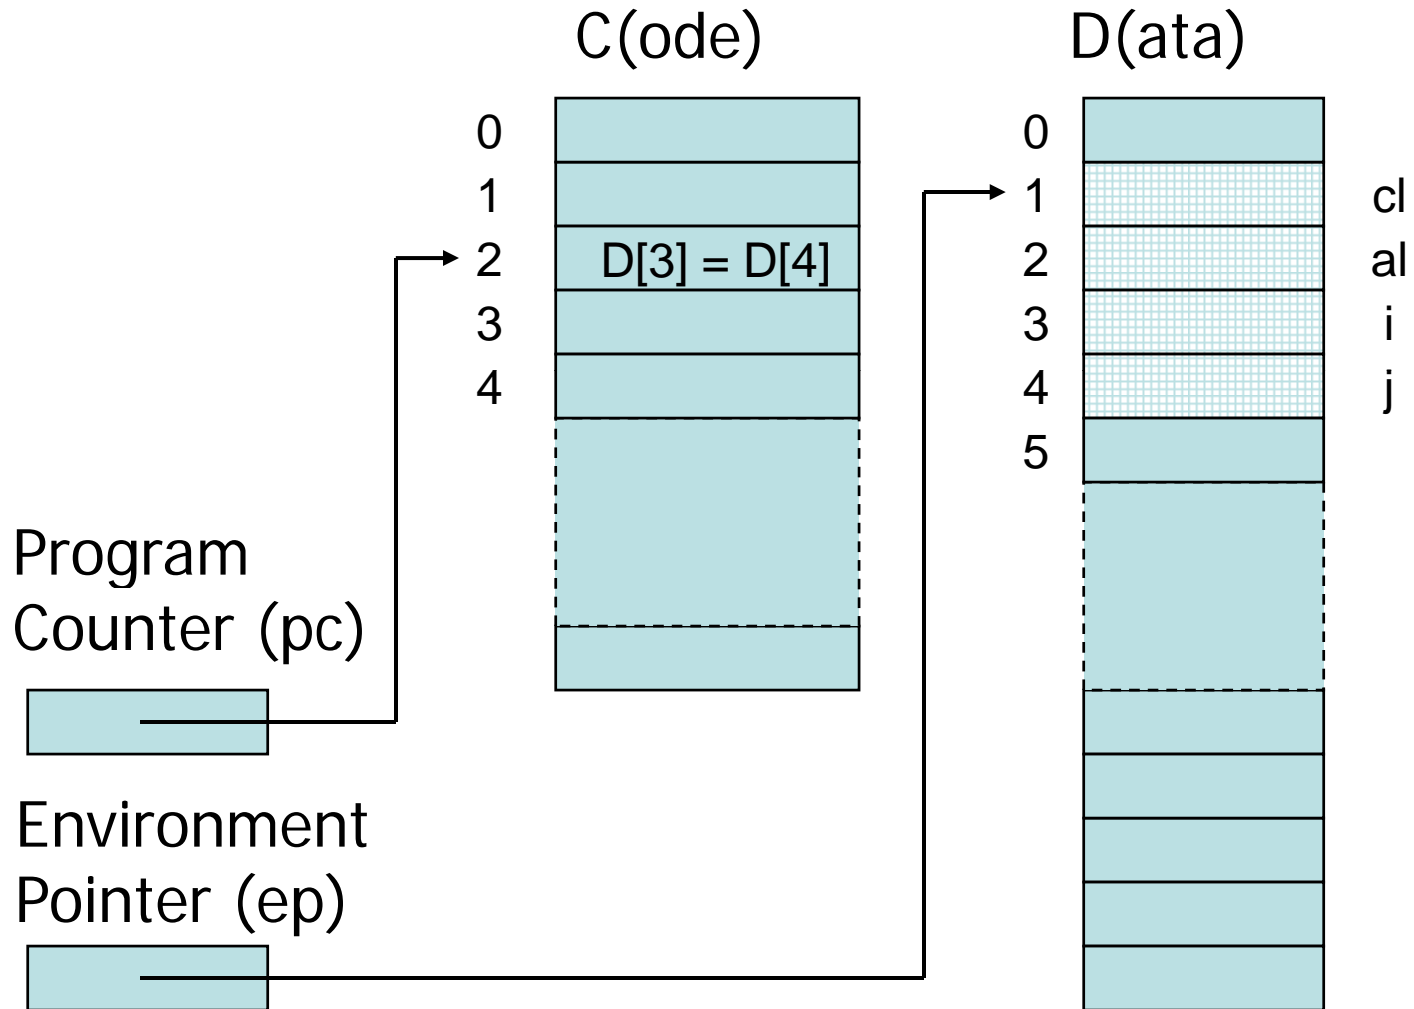 C(ode)
D(ata)
0
0
1
1
cl
2
D[3] = D[4]
2
al
3
3
i
4
4
j
5
Program
Counter (pc)
Environment
Pointer (ep)